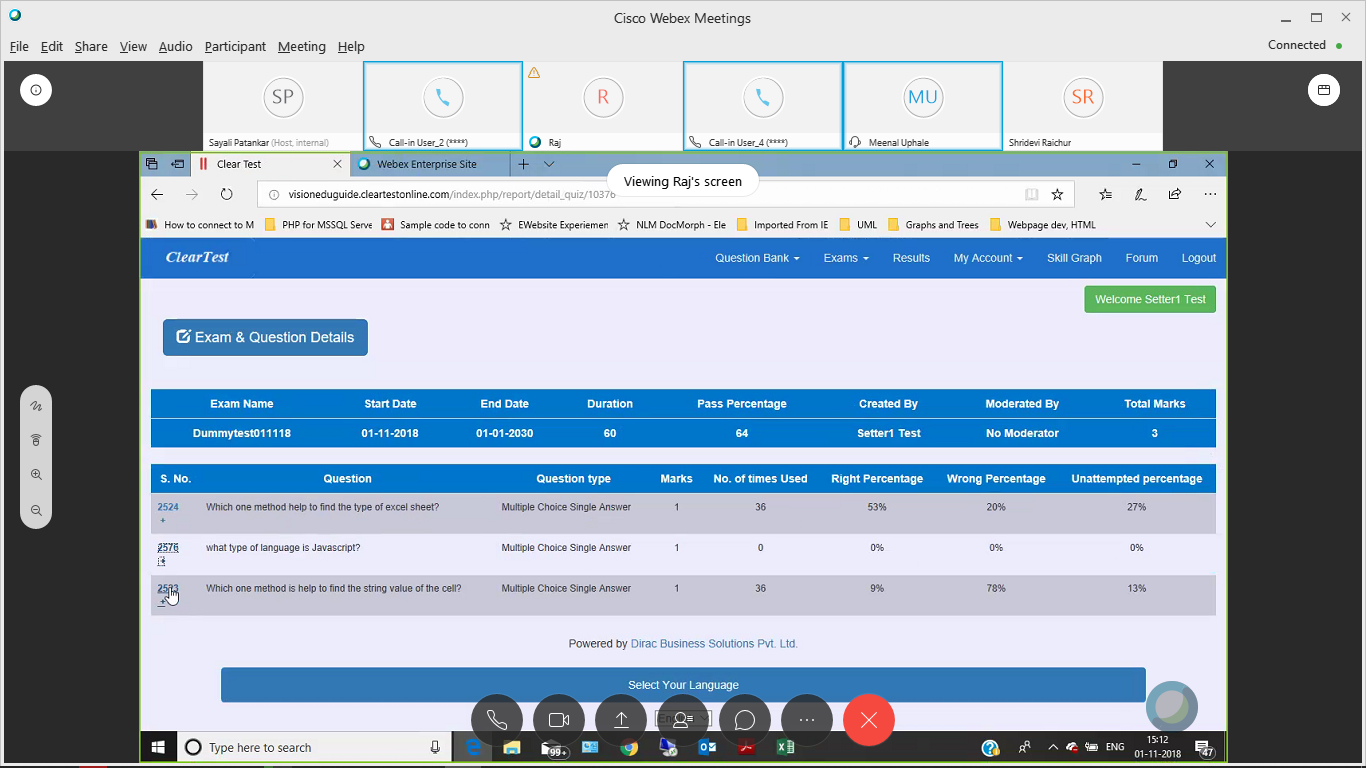 Cisco Webex Meetings
File Edit Share View Audio Participant Meeting Help
Connected
SP
R
MU
SR
Sayali Patankar (Host, internal)
Call-in User_2 (****)
Raj
Call-in User_4 (****)
Meenal Uphale
Shridevi Raichur
Clear Test
Webex Enterprise Site
Viewing Raj's screen
visioneduguide.cleartestonline.com/index.php/report/detail_quiz/10376
How to connect to M
PHP for MSSQL Serve
Sample code to conn
EWebsite Experiemen
NLM DocMorph - Ele
Imported From IE
UML
Graphs and Trees
Webpage dev, HTML
ClearTest
Question Bank Exams Results My Account Skill Graph Forum Logout
Welcome Setter1 Test
Exam & Question Details
Exam Name Start Date End Date Duration Pass Percentage Created By Moderated By Total Marks
Dummytest011118 01-11-2018 01-01-2030 60 64 Setter1 Test No Moderator 3
S. No. Question Question type Marks No. of times Used Right Percentage Wrong Percentage Unattempted percentage
2524 Which one method help to find the type of excel sheet? Multiple Choice Single Answer 1 36 53% 20% 27%
+
2576 what type of language is Javascript? Multiple Choice Single Answer 1 0 0% 0% 0%
+
Which one method is help to find the string value of the cell? Multiple Choice Single Answer 1 36 9% 78% 13%
+
Powered by Dirac Business Solutions Pvt. Ltd.
Select Your Language
Type here to search
99+
ENG
15:12
01-11-2018
47